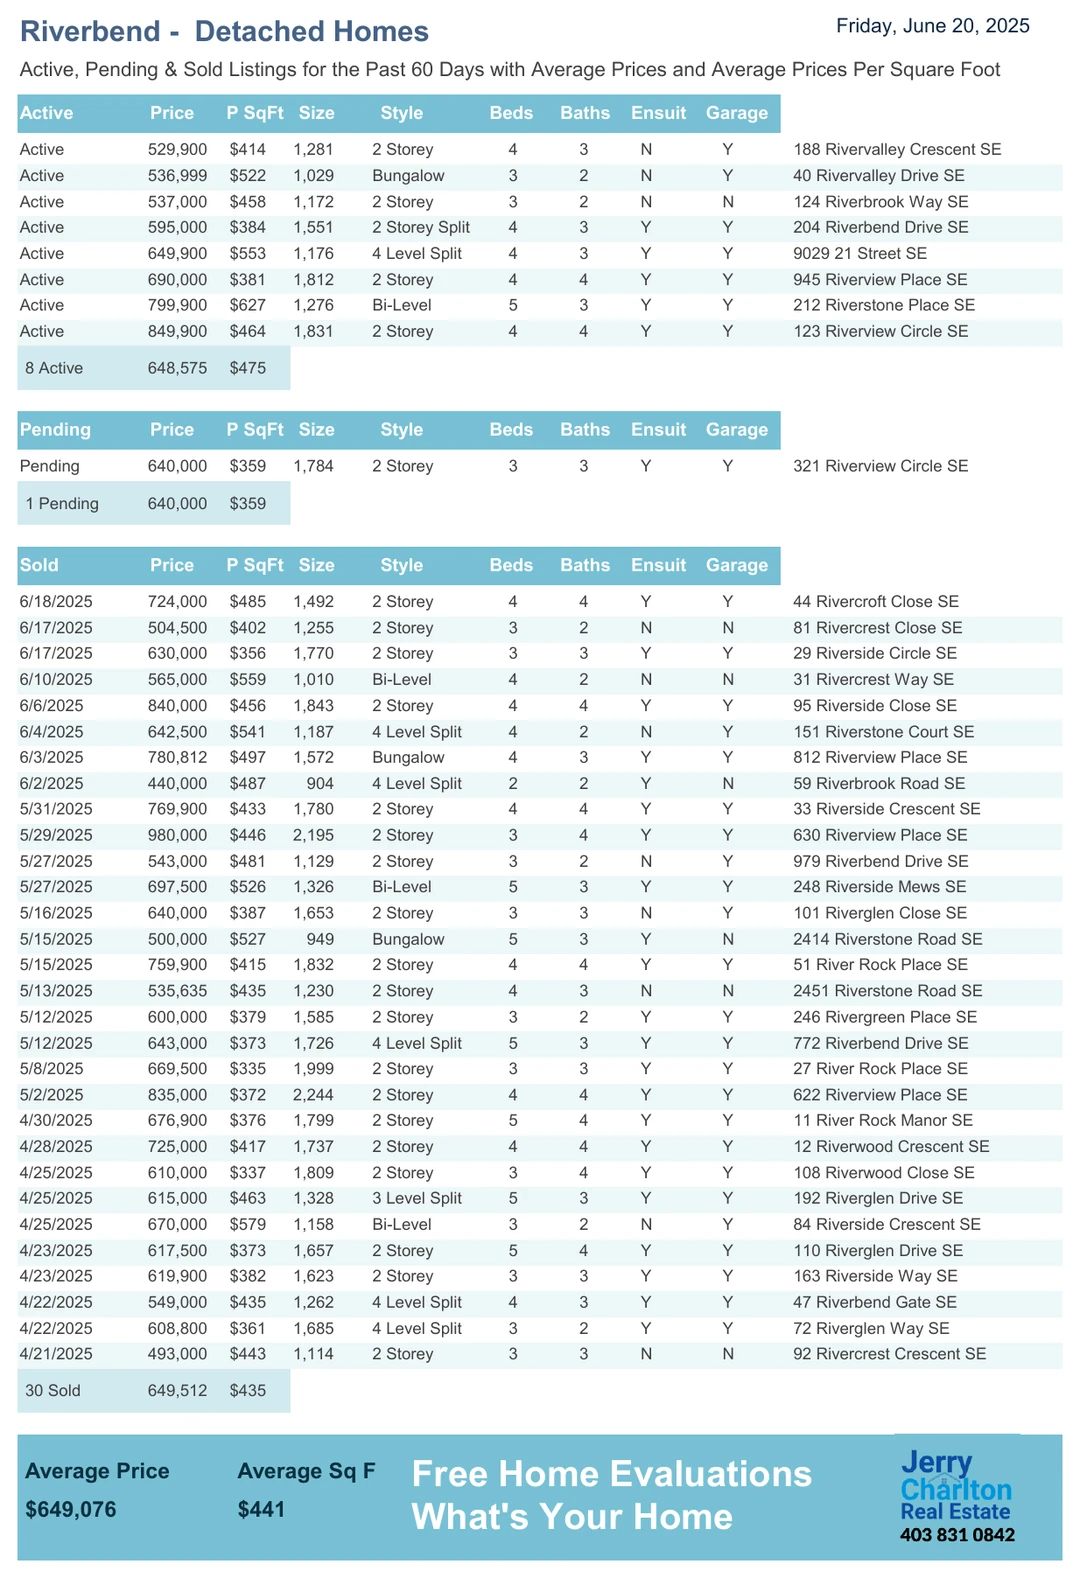 Riverbend - Detached Homes
Friday, June 20, 2025
Active, Pending & Sold Listings for the Past 60 Days with Average Prices and Average Prices Per Square Foot
Active Price P SqFt Size Style Beds Baths Ensuit Garage
Active 529,900 $414 1,281 2 Storey 4 3 N Y 188 Rivervalley Crescent SE
Active 536,999 $522 1,029 Bungalow 3 2 N Y 40 Rivervalley Drive SE
Active 537,000 $458 1,172 2 Storey 3 2 N N 124 Riverbrook Way SE
Active 595,000 $384 1,551 2 Storey Split 4 3 Y Y 204 Riverbend Drive SE
Active 649,900 $553 1,176 4 Level Split 4 3 Y Y 9029 21 Street SE
Active 690,000 $381 1,812 2 Storey 4 4 Y Y 945 Riverview Place SE
Active 799,900 $627 1,276 Bi-Level 5 3 Y Y 212 Riverstone Place SE
Active 849,900 $464 1,831 2 Storey 4 4 Y Y 123 Riverview Circle SE
8 Active 648,575 $475
Pending Price P SqFt Size Style Beds Baths Ensuit Garage
Pending 640,000 $359 1,784 2 Storey 3 3 Y Y 321 Riverview Circle SE
1 Pending 640,000 $359
Sold Price P SqFt Size Style Beds Baths Ensuit Garage
6/18/2025 724,000 $485 1,492 2 Storey 4 4 Y Y 44 Rivercroft Close SE
6/17/2025 504,500 $402 1,255 2 Storey 3 2 N N 81 Rivercrest Close SE
6/17/2025 630,000 $356 1,770 2 Storey 3 3 Y Y 29 Riverside Circle SE
6/10/2025 565,000 $559 1,010 Bi-Level 4 2 N N 31 Rivercrest Way SE
6/6/2025 840,000 $456 1,843 2 Storey 4 4 Y Y 95 Riverside Close SE
6/4/2025 642,500 $541 1,187 4 Level Split 4 2 N Y 151 Riverstone Court SE
6/3/2025 780,812 $497 1,572 Bungalow 4 3 Y Y 812 Riverview Place SE
6/2/2025 440,000 $487 904 4 Level Split 2 2 Y N 59 Riverbrook Road SE
5/31/2025 769,900 $433 1,780 2 Storey 4 4 Y Y 33 Riverside Crescent SE
5/29/2025 980,000 $446 2,195 2 Storey 3 4 Y Y 630 Riverview Place SE
5/27/2025 543,000 $481 1,129 2 Storey 3 2 N Y 979 Riverbend Drive SE
5/27/2025 697,500 $526 1,326 Bi-Level 5 3 Y Y 248 Riverside Mews SE
5/16/2025 640,000 $387 1,653 2 Storey 3 3 N Y 101 Riverglen Close SE
5/15/2025 500,000 $527 949 Bungalow 5 3 Y N 2414 Riverstone Road SE
5/15/2025 759,900 $415 1,832 2 Storey 4 4 Y Y 51 River Rock Place SE
5/13/2025 535,635 $435 1,230 2 Storey 4 3 N N 2451 Riverstone Road SE
5/12/2025 600,000 $379 1,585 2 Storey 3 2 Y Y 246 Rivergreen Place SE
5/12/2025 643,000 $373 1,726 4 Level Split 5 3 Y Y 772 Riverbend Drive SE
5/8/2025 669,500 $335 1,999 2 Storey 3 3 Y Y 27 River Rock Place SE
5/2/2025 835,000 $372 2,244 2 Storey 4 4 Y Y 622 Riverview Place SE
4/30/2025 676,900 $376 1,799 2 Storey 5 4 Y Y 11 River Rock Manor SE
4/28/2025 725,000 $417 1,737 2 Storey 4 4 Y Y 12 Riverwood Crescent SE
4/25/2025 610,000 $337 1,809 2 Storey 3 4 Y Y 108 Riverwood Close SE
4/25/2025 615,000 $463 1,328 3 Level Split 5 3 Y Y 192 Riverglen Drive SE
4/25/2025 670,000 $579 1,158 Bi-Level 3 2 N Y 84 Riverside Crescent SE
4/23/2025 617,500 $373 1,657 2 Storey 5 4 Y Y 110 Riverglen Drive SE
4/23/2025 619,900 $382 1,623 2 Storey 3 3 Y Y 163 Riverside Way SE
4/22/2025 549,000 $435 1,262 4 Level Split 4 3 Y Y 47 Riverbend Gate SE
4/22/2025 608,800 $361 1,685 4 Level Split 3 2 Y Y 72 Riverglen Way SE
4/21/2025 493,000 $443 1,114 2 Storey 3 3 N N 92 Rivercrest Crescent SE
30 Sold 649,512 $435
Average Price Average Sq F
$649,076 $441
Free Home Evaluations
What's Your Home
Jerry
Charlton
Real Estate
403 831 0842